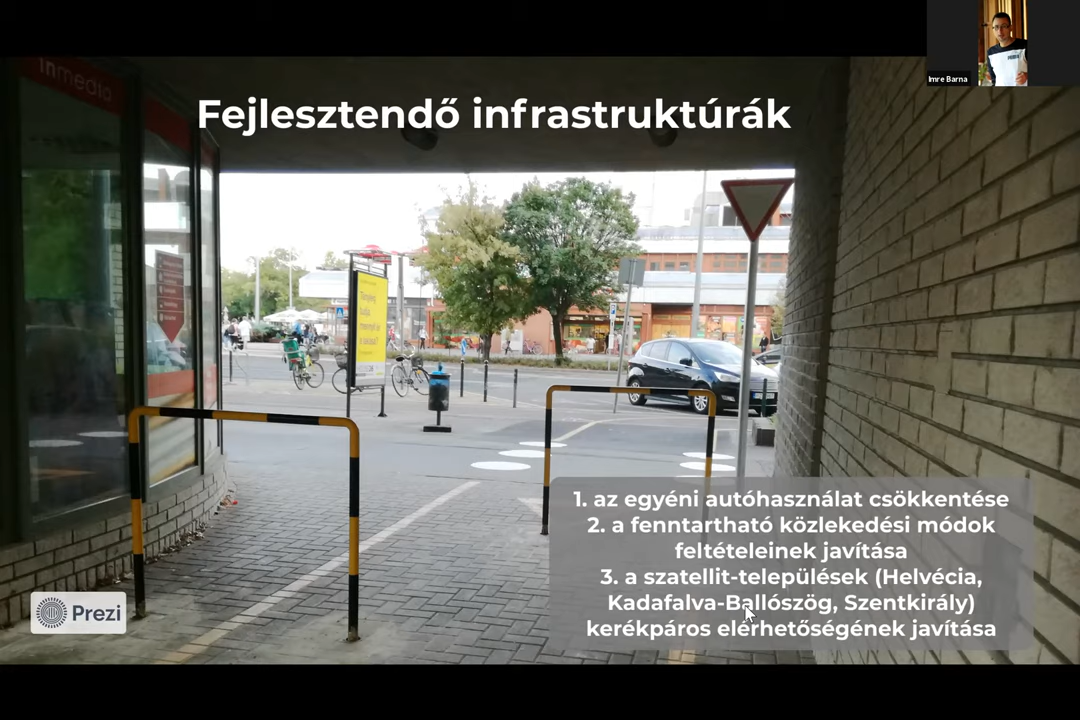 Imre Barna
inmedia
Fejlesztendő infrastruktúrák
1. az egyéni autóhasználat csökkentése
2. a fenntartható közlekedési módok
feltételeinek javítása
3. a szatellit-települések (Helvécia,
Kadafalva-Ballószög, Szentkirály)
kerékpáros elérhetőségének javítása
Prezi